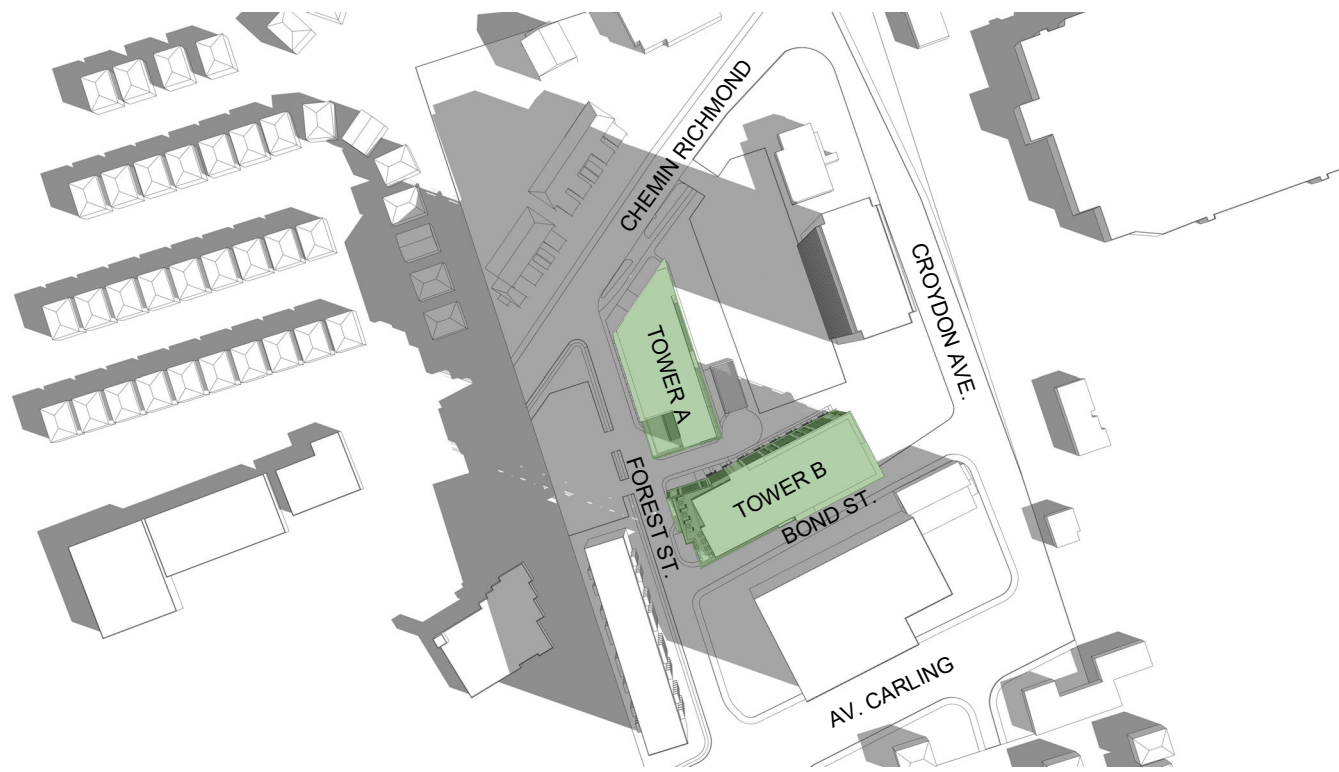 CHEMIN RICHMOND
CROYDON AVE.
TOWER A
TOWER B
FOREST ST.
BOND ST.
AV. CARLING